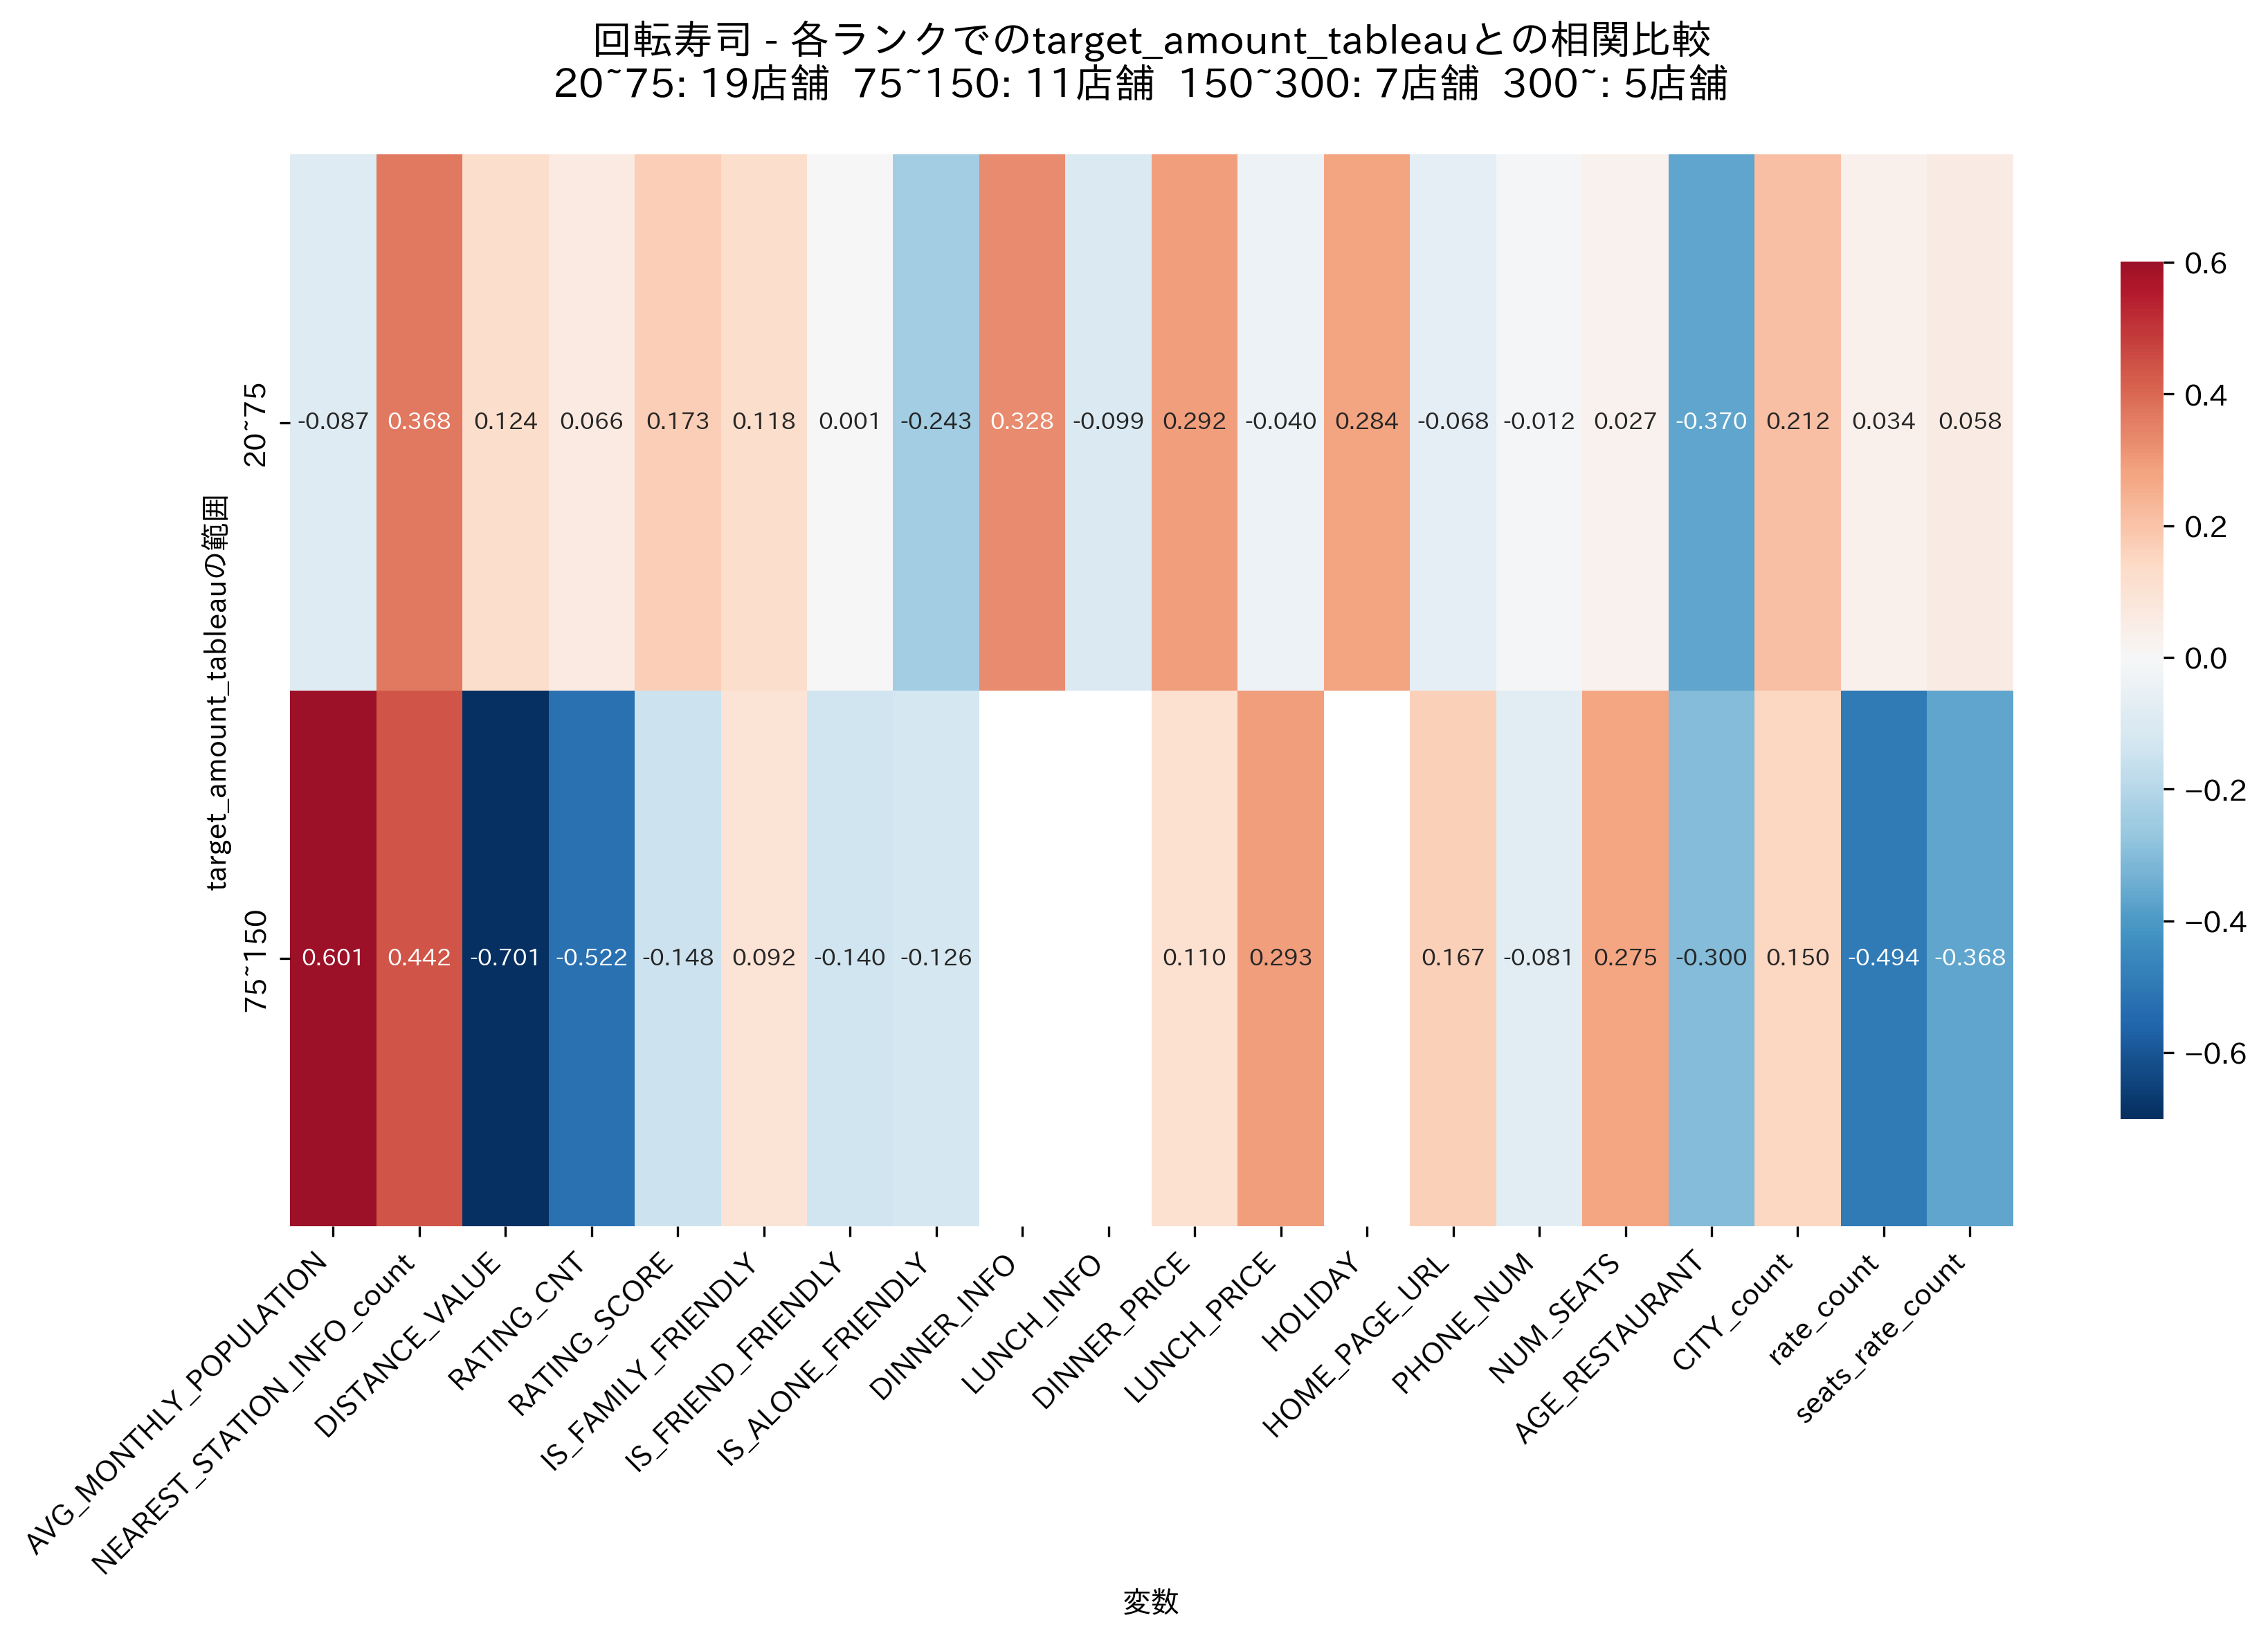 回転寿司 - 各ランクでのtarget_amount_tableauとの相関比較
20~75: 19店舗 75~150: 11店舗 150~300: 7店舗 300~: 5店舗
target_amount_tableauの範囲
20~75
-0.087 0.368 0.124 0.066 0.173 0.118 0.001 -0.243 0.328 -0.099 0.292 -0.040 0.284 -0.068 -0.012 0.027 -0.370 0.212 0.034 0.058
75~150
0.601 0.442 -0.701 -0.522 -0.148 0.092 -0.140 -0.126 0.110 0.293 0.167 -0.081 0.275 -0.300 0.150 -0.494 -0.368
AVG_MONTHLY_POPULATION
NEAREST_STATION_INFO_count
DISTANCE_VALUE
RATING_CNT
RATING_SCORE
IS_FAMILY_FRIENDLY
IS_FRIEND_FRIENDLY
IS_ALONE_FRIENDLY
DINNER_INFO
LUNCH_INFO
DINNER_PRICE
LUNCH_PRICE
HOLIDAY
HOME_PAGE_URL
PHONE_NUM
NUM_SEATS
AGE_RESTAURANT
CITY_count
rate_count
seats_rate_count
変数
0.6
0.4
0.2
0.0
−0.2
−0.4
−0.6